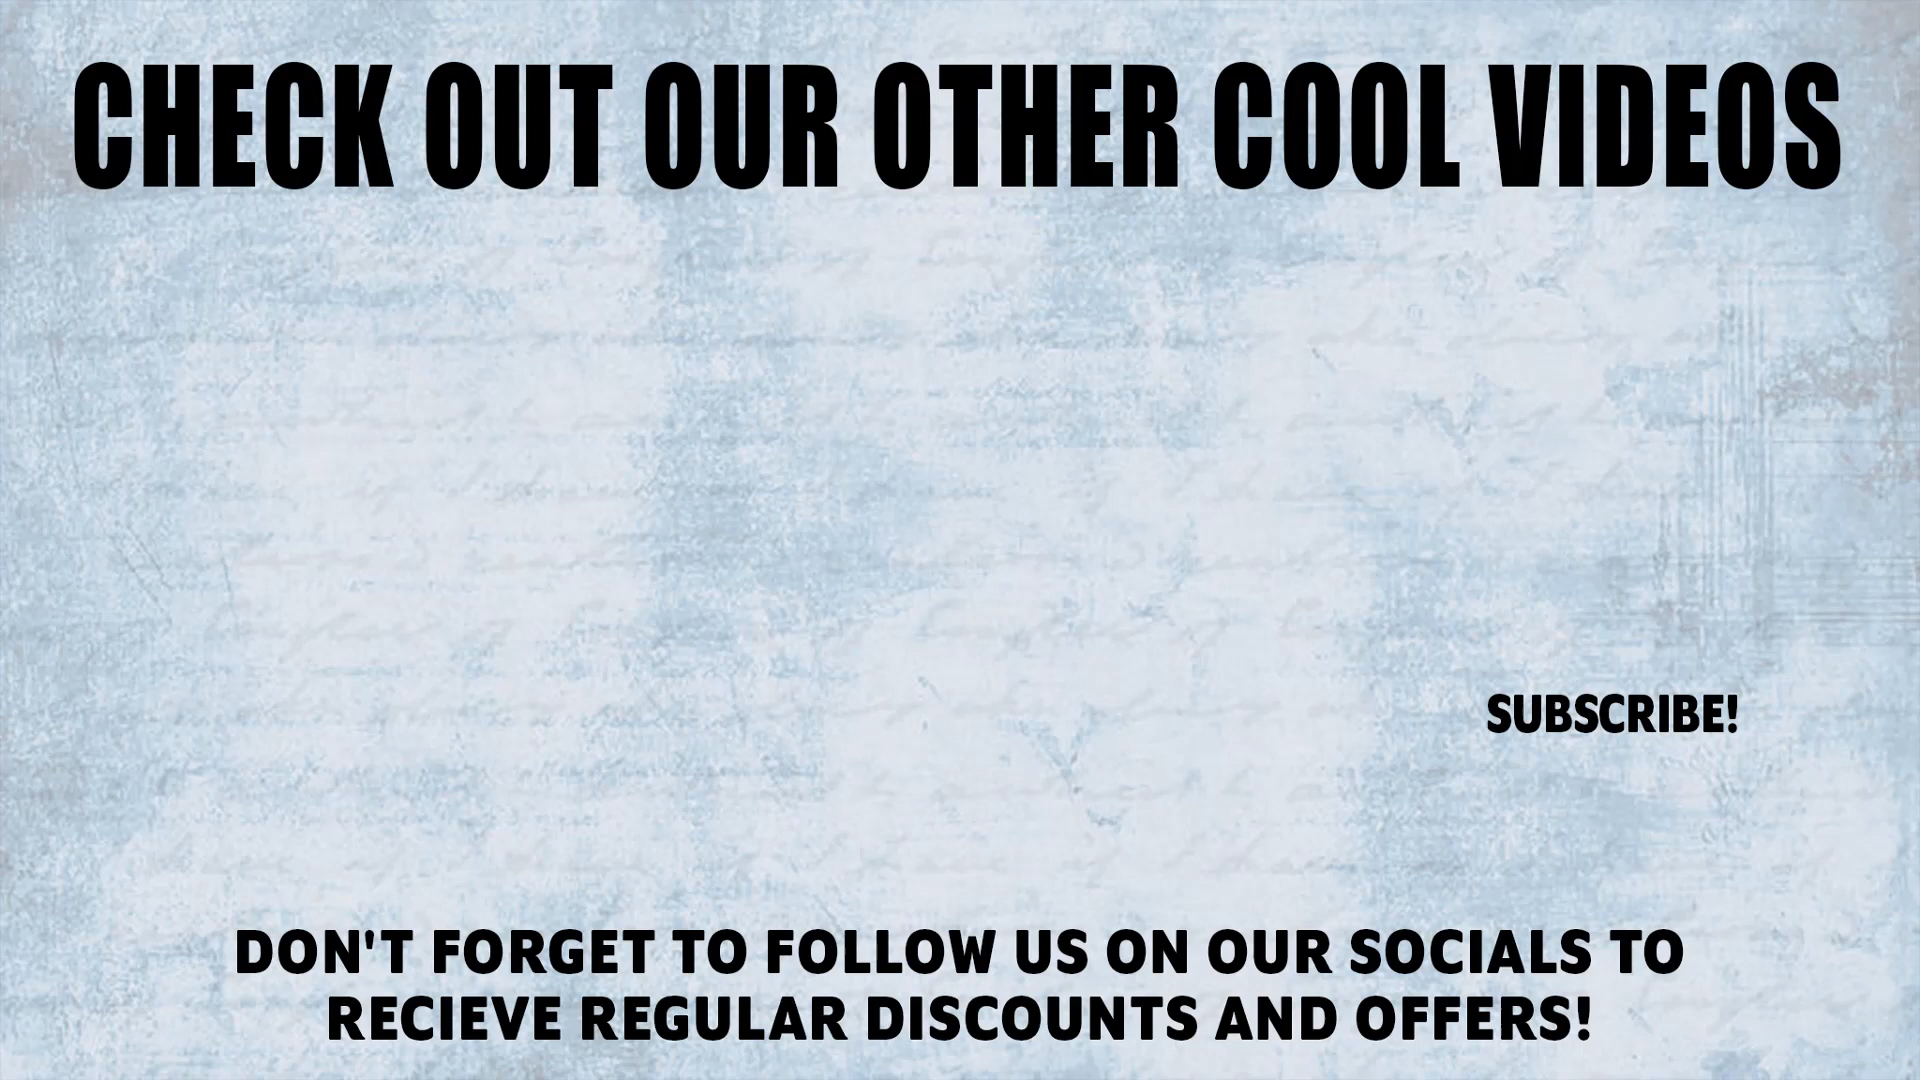 CHECK OUT OUR OTHER COOL VIDEOS
SUBSCRIBE!
DON'T FORGET TO FOLLOW US ON OUR SOCIALS TO
RECIEVE REGULAR DISCOUNTS AND OFFERS!